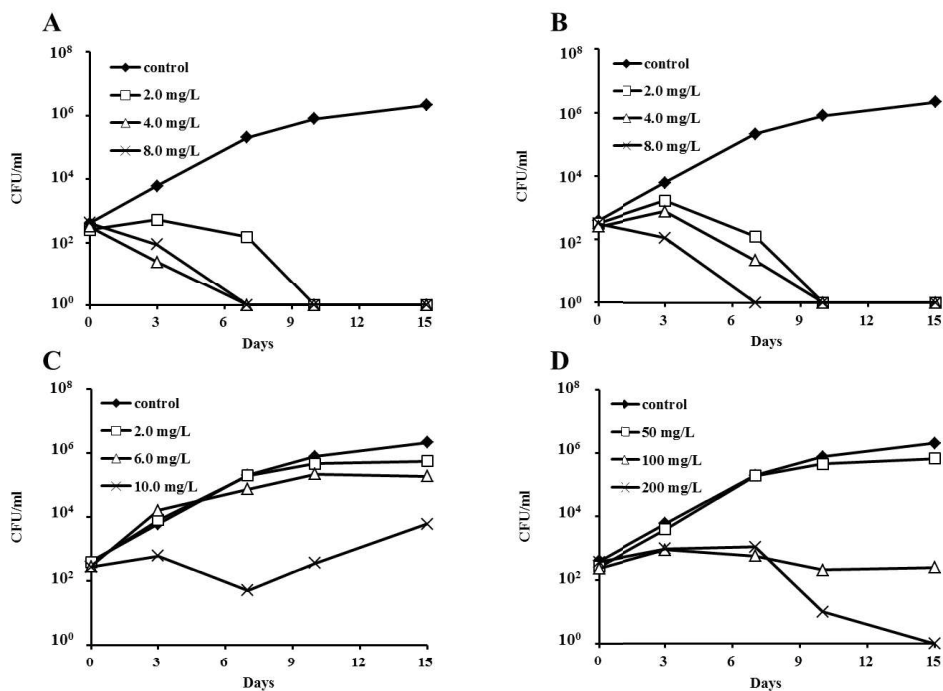 A
CFU/ml
10⁸
10⁶
10⁴
10²
10⁰
control
2.0 mg/L
4.0 mg/L
8.0 mg/L
0 3 6 9 12 15
Days
B
CFU/ml
10⁸
10⁶
10⁴
10²
10⁰
control
2.0 mg/L
4.0 mg/L
8.0 mg/L
0 3 6 9 12 15
Days
C
CFU/ml
10⁸
10⁶
10⁴
10²
10⁰
control
2.0 mg/L
6.0 mg/L
10.0 mg/L
0 3 6 9 12 15
Days
D
CFU/ml
10⁸
10⁶
10⁴
10²
10⁰
control
50 mg/L
100 mg/L
200 mg/L
0 3 6 9 12 15
Days